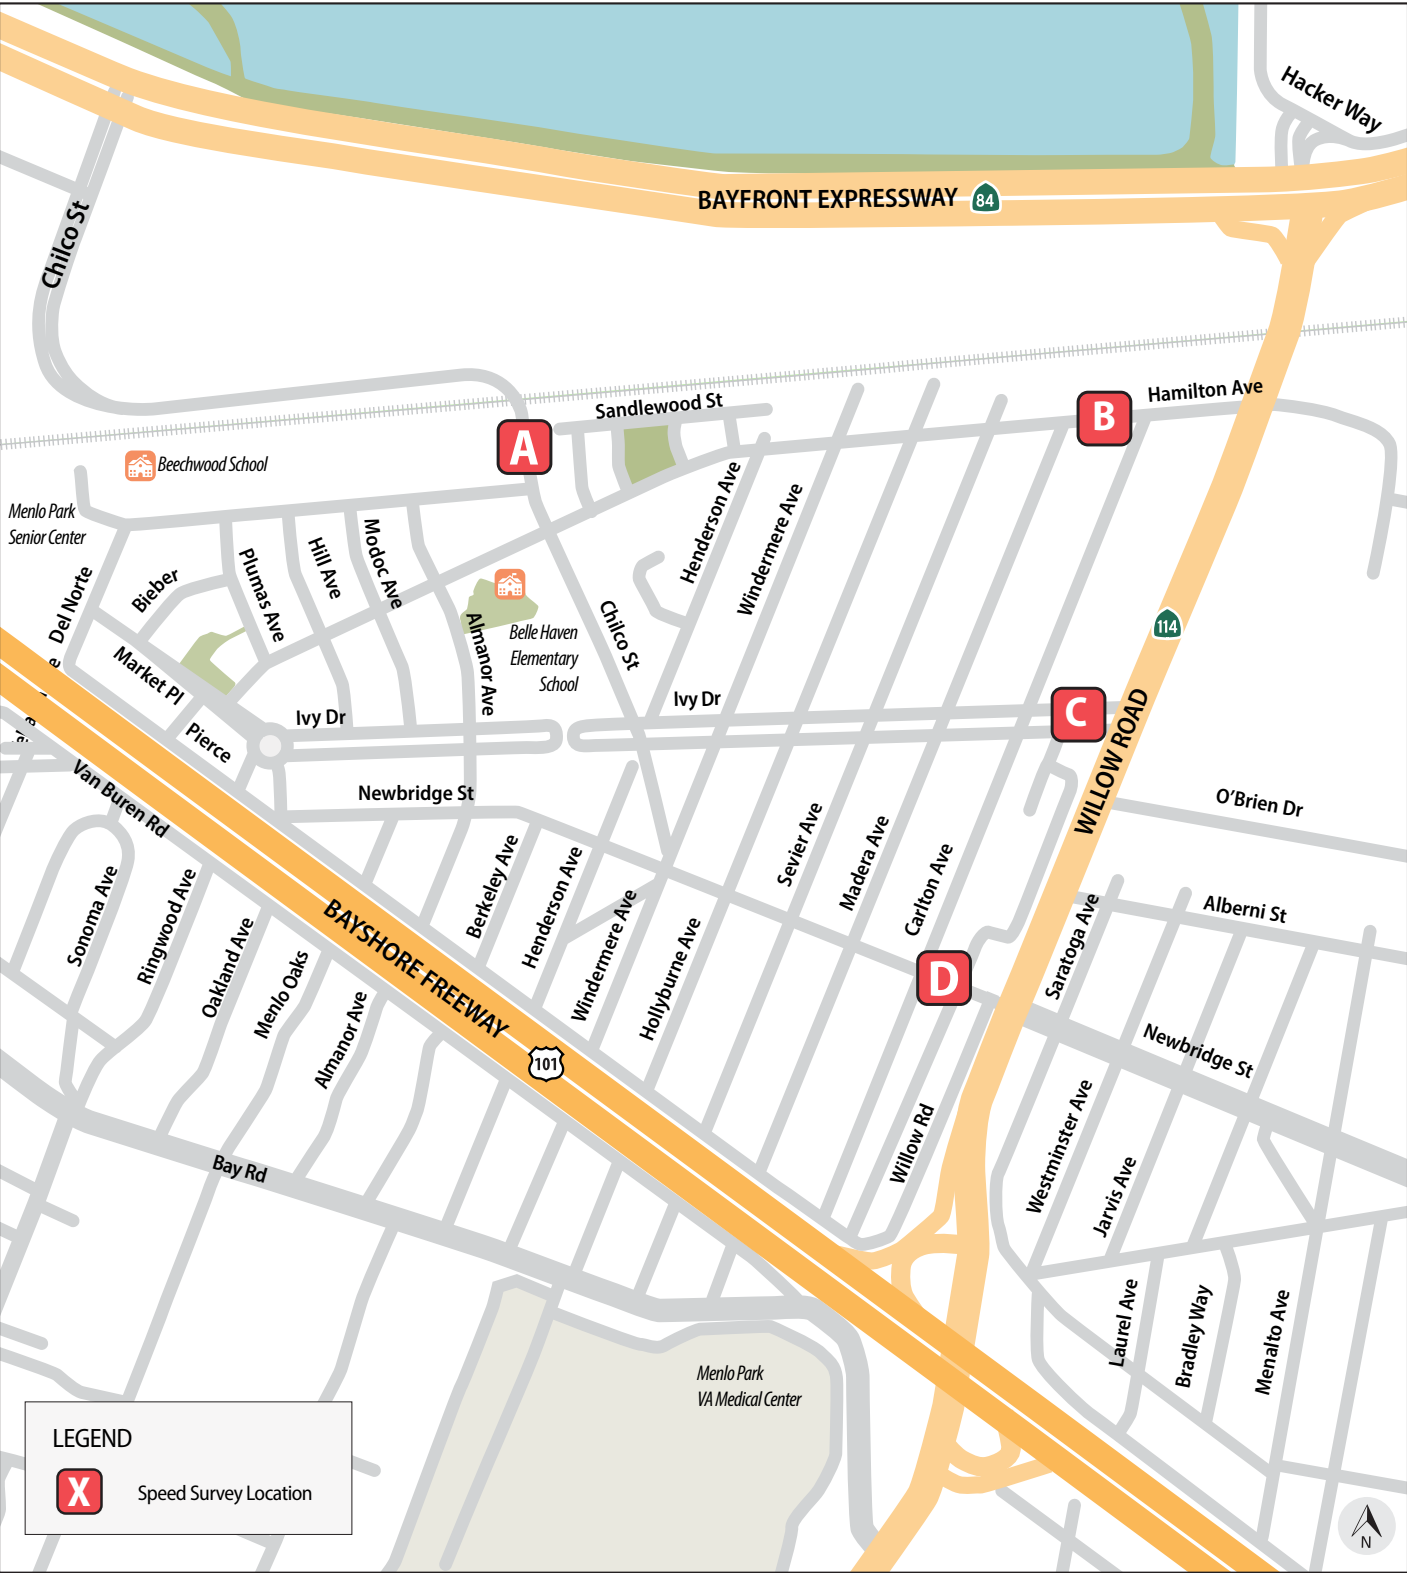 Hacker Way
BAYFRONT EXPRESSWAY
84
Chilco St
Hamilton Ave
Sandlewood St
A
B
Beechwood School
Menlo Park
Senior Center
Henderson Ave
Windermere Ave
Modoc Ave
Hill Ave
Plumas Ave
Bieber
Del Norte
Almanor Ave
Belle Haven
Elementary
School
Chilco St
114
Market Pl
Pierce
Ivy Dr
Ivy Dr
C
WILLOW ROAD
Van Buren Rd
Newbridge St
O'Brien Dr
Sevier Ave
Madera Ave
Carlton Ave
Berkeley Ave
Henderson Ave
Windermere Ave
Hollyburne Ave
Sonoma Ave
Ringwood Ave
Oakland Ave
Menlo Oaks
Almanor Ave
BAYSHORE FREEWAY
101
D
Saratoga Ave
Alberni St
Newbridge St
Westminster Ave
Jarvis Ave
Willow Rd
Bay Rd
Laurel Ave
Bradley Way
Menalto Ave
Menlo Park
VA Medical Center
LEGEND
X
Speed Survey Location
N